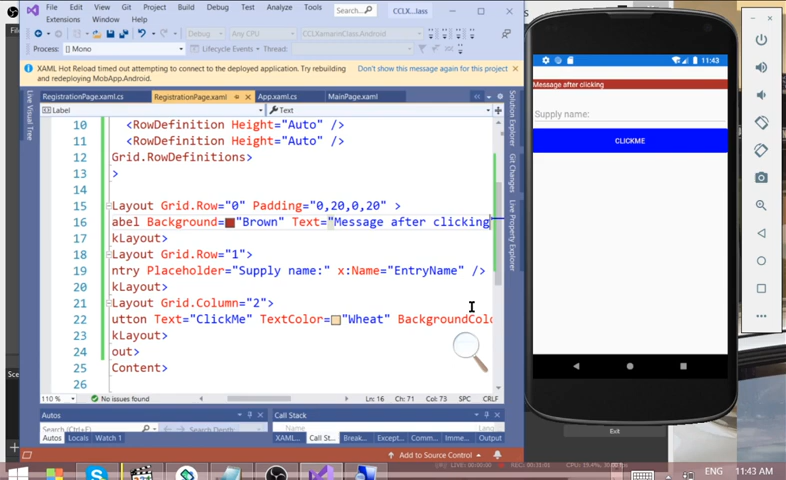 File Edit View Git Project Build Debug Test Analyze Tools
Extensions Window Help
Search...
CCLX...lass
Debug
Any CPU
CCLXamarinClass.Android
Process: [] Mono
Lifecycle Events
Thread:
XAML Hot Reload timed out attempting to connect to the deployed application. Try rebuilding and redeploying MobApp.Android.
Don't show this message again for this project
RegistrationPage.xaml.cs
RegistrationPage.xaml
App.xaml.cs
MainPage.xaml
Label
Text
Live Visual Tree
10 <RowDefinition Height="Auto" />
11 <RowDefinition Height="Auto" />
12 Grid.RowDefinitions>
13 >
14
15 Layout Grid.Row="0" Padding="0,20,0,20" >
16 abel Background="Brown" Text="Message after clicking
17 kLayout>
18 Layout Grid.Row="1">
19 ntry Placeholder="Supply name:" x:Name="EntryName" />
20 kLayout>
21 Layout Grid.Column="2">
22 utton Text="ClickMe" TextColor="Wheat" BackgroundColo
23 kLayout>
24 out>
25 Content>
26
110 %
No issues found
Ln: 16 Ch: 71 Col: 73 SPC CRLF
Autos
Call Stack
Search (Ctrl+E)
Name
Autos Locals Watch 1
XAML... Call St... Break... Except... Comm... Imme... Output
Add to Source Control
Solution Explorer
Git Changes
Live Property Explorer
11:43
Message after clicking
Supply name:
CLICKME
Exit
LIVE: 00:00:00
ENG 11:43 AM